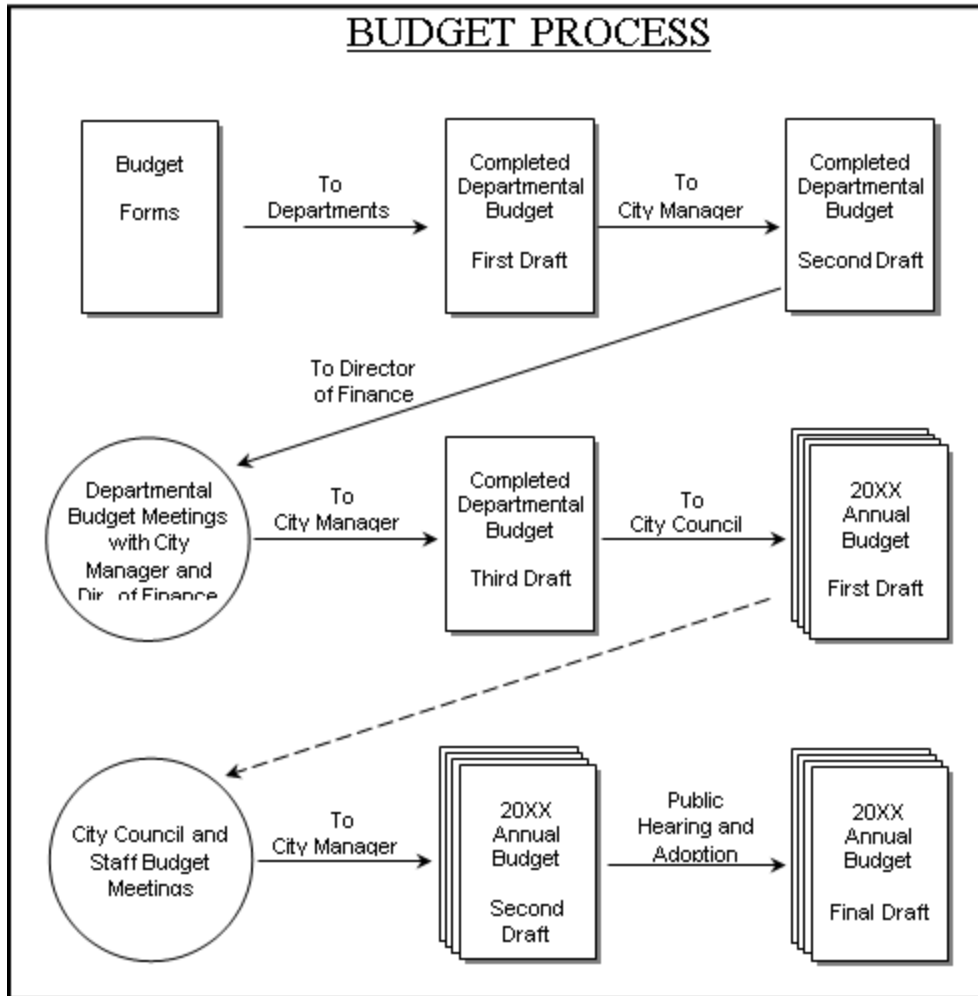 BUDGET PROCESS
Budget
Forms
To
Departments
Completed
Departmental
Budget
First Draft
To
City Manager
Completed
Departmental
Budget
Second Draft
To Director
of Finance
Departmental
Budget Meetings
with City
Manager and
Dir.. of Finance
To
City Manager
Completed
Departmental
Budget
Third Draft
To
City Council
20XX
Annual
Budget
First Draft
City Council and
Staff Budget
Meetings
To
City Manager
20XX
Annual
Budget
Second
Draft
Public
Hearing and
Adoption
20XX
Annual
Budget
Final Draft